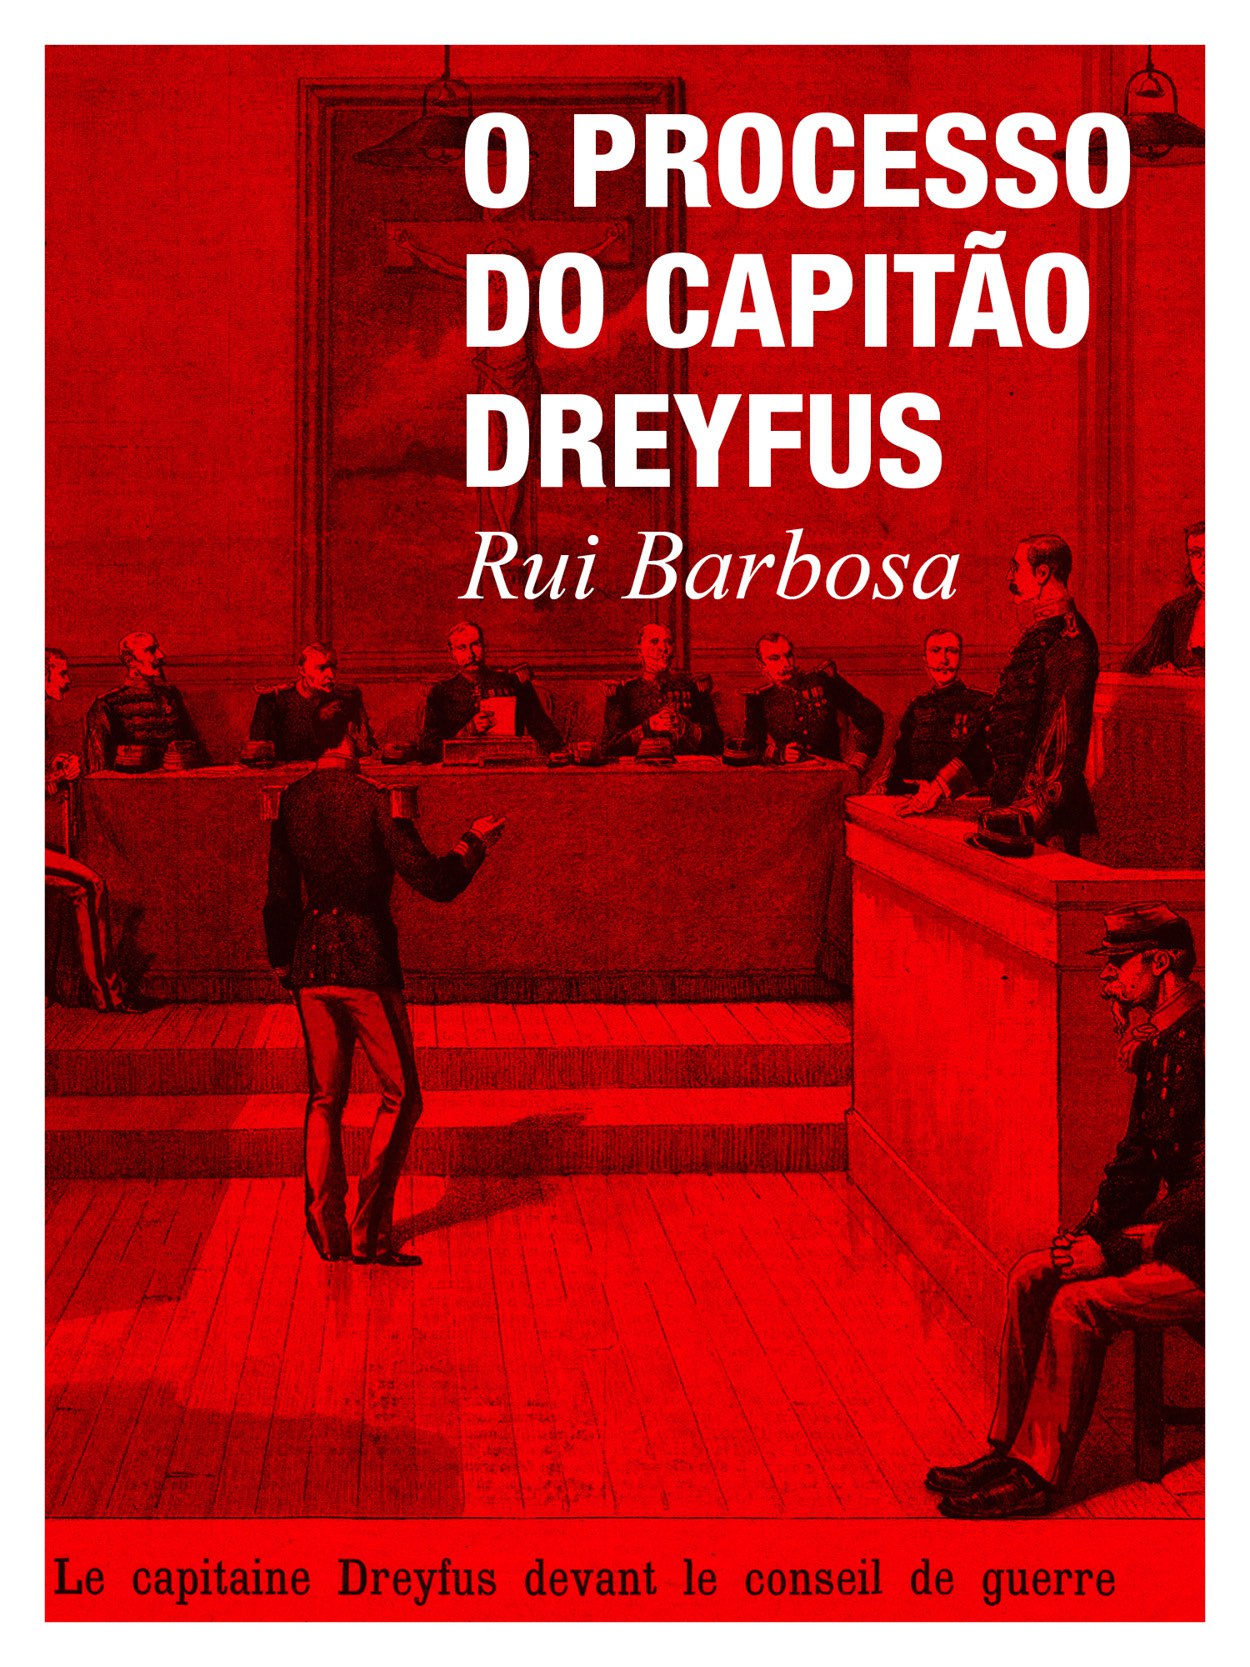 O PROCESSO
DO CAPITÃO
DREYFUS
Rui Barbosa
Le capitaine Dreyfus devant le conseil de guerre